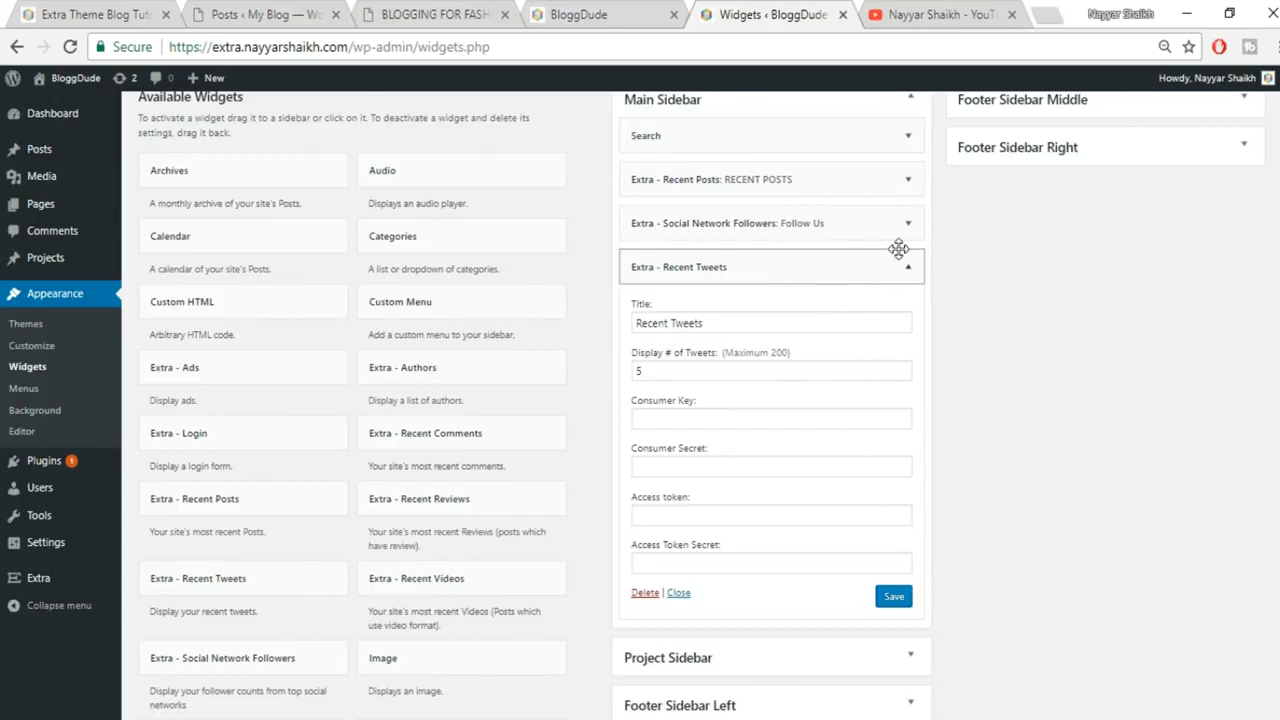 Extra Theme Blog Tuto
Posts ‹ My Blog — Wo
BLOGGING FOR FASH
BloggDude
Widgets ‹ BloggDude
Nayyar Shaikh - YouTu
Nayyar Shaikh
Secure
https://extra.nayyarshaikh.com/wp-admin/widgets.php
BloggDude
2
0
New
Howdy, Nayyar Shaikh
Dashboard
Posts
Media
Pages
Comments
Projects
Appearance
Themes
Customize
Widgets
Menus
Background
Editor
Plugins 1
Users
Tools
Settings
Extra
Collapse menu
Available Widgets
To activate a widget drag it to a sidebar or click on it. To deactivate a widget and delete its
settings, drag it back.
Archives
A monthly archive of your site's Posts.
Audio
Displays an audio player.
Calendar
A calendar of your site's Posts.
Categories
A list or dropdown of categories.
Custom HTML
Arbitrary HTML code.
Custom Menu
Add a custom menu to your sidebar.
Extra - Ads
Display ads.
Extra - Authors
Display a list of authors.
Extra - Login
Display a login form.
Extra - Recent Comments
Your site's most recent comments.
Extra - Recent Posts
Your site's most recent Posts.
Extra - Recent Reviews
Your site's most recent Reviews (posts which
have review).
Extra - Recent Tweets
Display your recent tweets.
Extra - Recent Videos
Your site's most recent Videos (Posts which
use video format).
Extra - Social Network Followers
Display your follower counts from top social
networks
Image
Displays an image.
Main Sidebar
Search
Extra - Recent Posts: RECENT POSTS
Extra - Social Network Followers: Follow Us
Extra - Recent Tweets
Title:
Recent Tweets
Display # of Tweets: (Maximum 200)
5
Consumer Key:
Consumer Secret:
Access token:
Access Token Secret:
Delete | Close
Save
Project Sidebar
Footer Sidebar Left
Footer Sidebar Middle
Footer Sidebar Right